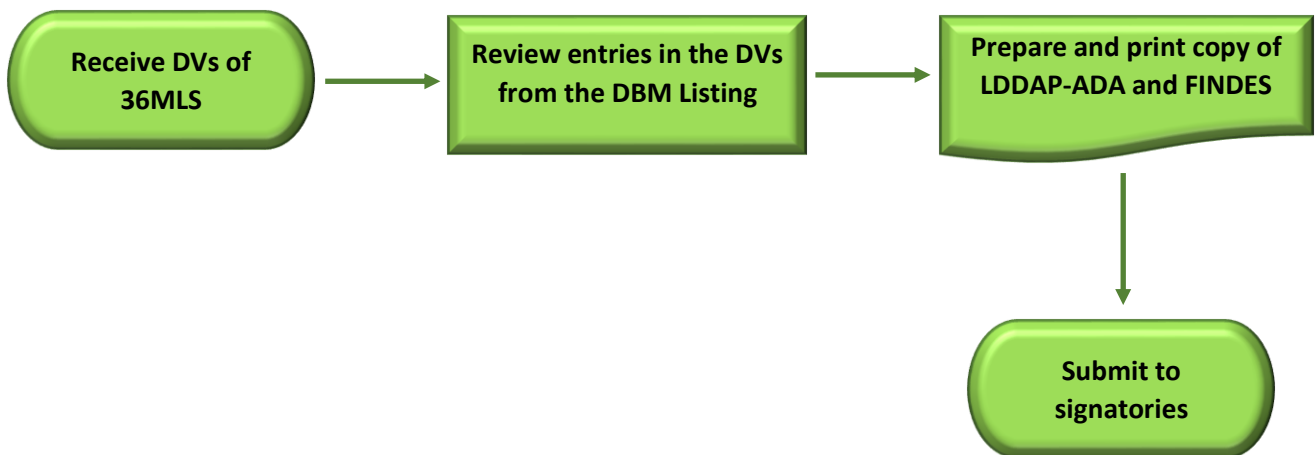 Receive DVs of
36MLS
Review entries in the DVs
from the DBM Listing
Prepare and print copy of
LDDAP-ADA and FINDES
Submit to
signatories